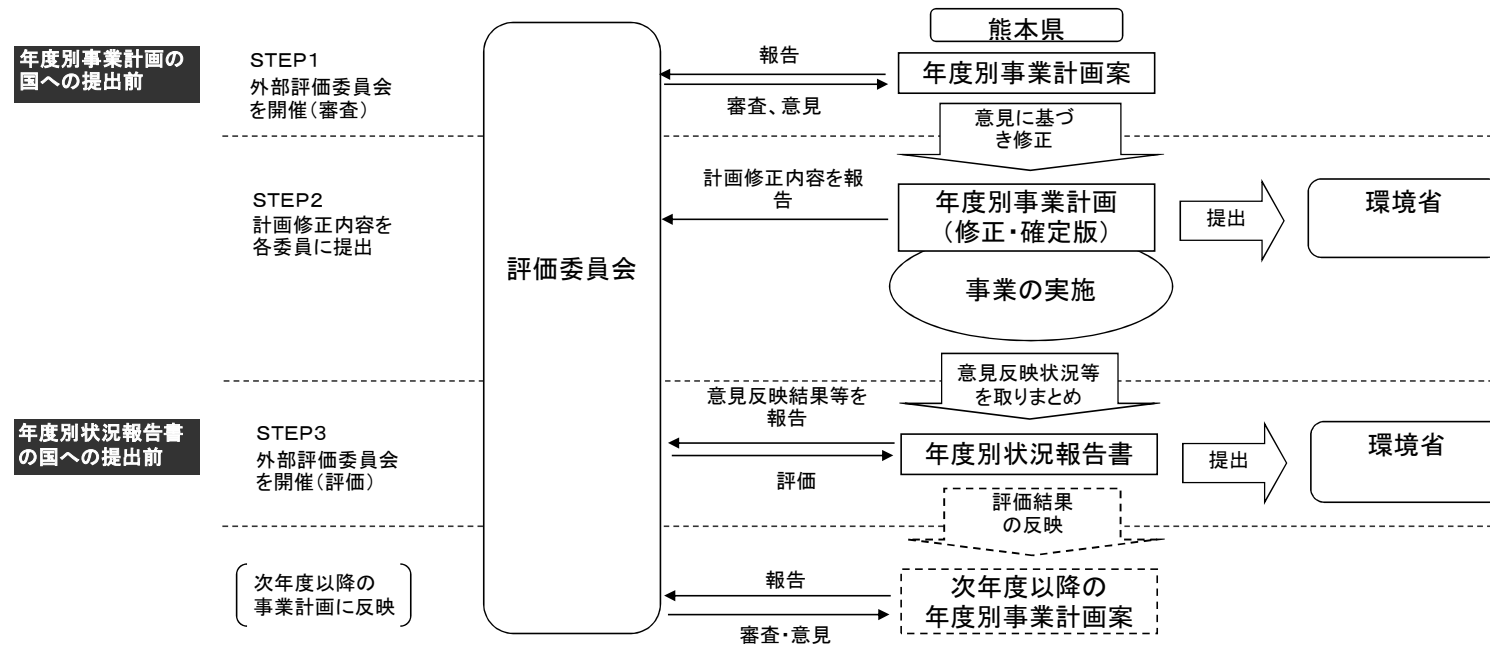 熊本県
年度別事業計画の
国への提出前
STEP1
外部評価委員会
を開催(審査)
報告
審査、意見
年度別事業計画案
意見に基づ
き修正
STEP2
計画修正内容を
各委員に提出
評価委員会
計画修正内容を報
告
年度別事業計画
(修正・確定版)
提出
環境省
事業の実施
意見反映状況等
を取りまとめ
年度別状況報告書
の国への提出前
STEP3
外部評価委員会
を開催(評価)
意見反映結果等を
報告
評価
年度別状況報告書
提出
環境省
評価結果
の反映
次年度以降の
事業計画に反映
報告
審査・意見
次年度以降の
年度別事業計画案